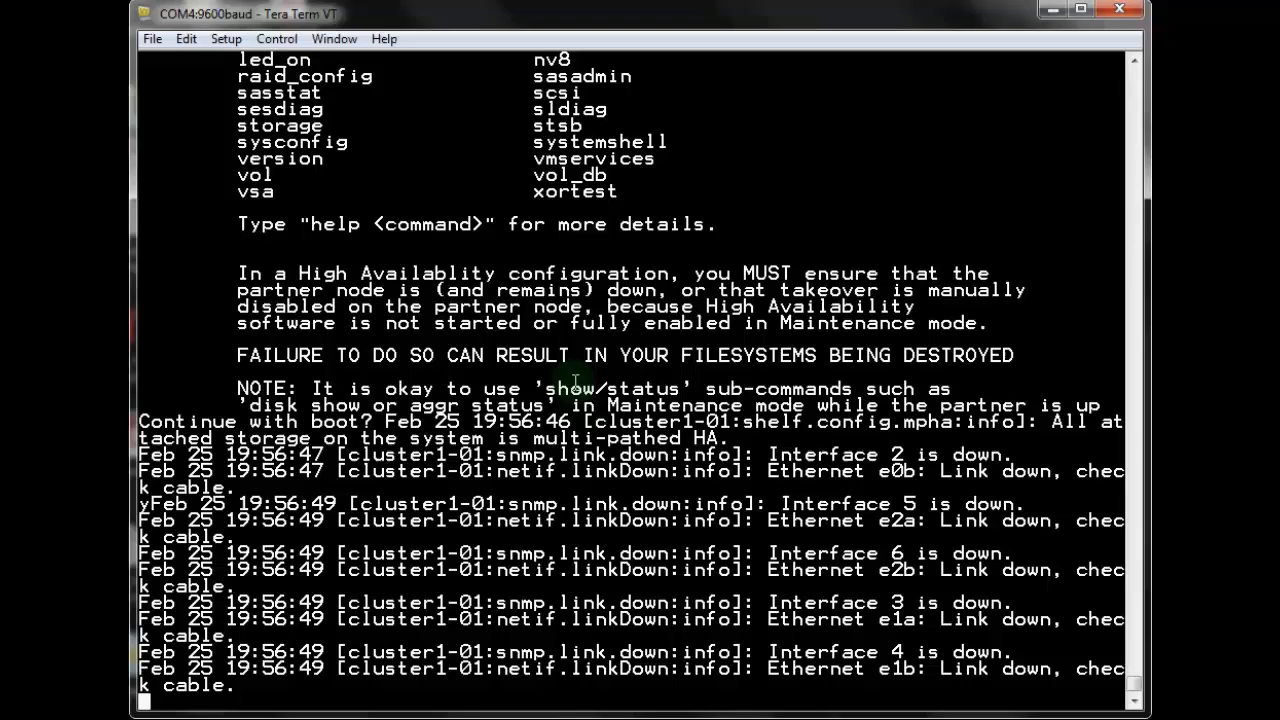 COM4:9600baud - Tera Term VT
File Edit Setup Control Window Help
led_on nv8
raid_config sasadmin
sasstat scsi
sesdiag sldiag
storage stsb
sysconfig systemshell
version vmservices
vol vol_db
vsa xortest
Type "help <command>" for more details.
In a High Availablity configuration, you MUST ensure that the
partner node is (and remains) down, or that takeover is manually
disabled on the partner node, because High Availability
software is not started or fully enabled in Maintenance mode.
FAILURE TO DO SO CAN RESULT IN YOUR FILESYSTEMS BEING DESTROYED
NOTE: It is okay to use 'show/status' sub-commands such as
'disk show or aggr status' in Maintenance mode while the partner is up
Continue with boot? Feb 25 19:56:46 [cluster1-01:shelf.config.mpha:info]: All at
tached storage on the system is multi-pathed HA.
Feb 25 19:56:47 [cluster1-01:snmp.link.down:info]: Interface 2 is down.
Feb 25 19:56:47 [cluster1-01:netif.linkDown:info]: Ethernet e0b: Link down, chec
k cable.
yFeb 25 19:56:49 [cluster1-01:snmp.link.down:info]: Interface 5 is down.
Feb 25 19:56:49 [cluster1-01:netif.linkDown:info]: Ethernet e2a: Link down, chec
k cable.
Feb 25 19:56:49 [cluster1-01:snmp.link.down:info]: Interface 6 is down.
Feb 25 19:56:49 [cluster1-01:netif.linkDown:info]: Ethernet e2b: Link down, chec
k cable.
Feb 25 19:56:49 [cluster1-01:snmp.link.down:info]: Interface 3 is down.
Feb 25 19:56:49 [cluster1-01:netif.linkDown:info]: Ethernet e1a: Link down, chec
k cable.
Feb 25 19:56:49 [cluster1-01:snmp.link.down:info]: Interface 4 is down.
Feb 25 19:56:49 [cluster1-01:netif.linkDown:info]: Ethernet e1b: Link down, chec
k cable.